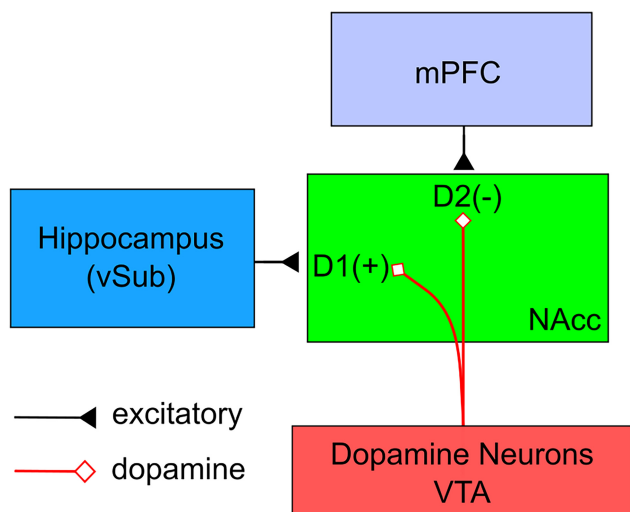 mPFC
D2(-)
Hippocampus
(vSub)
D1(+)
NAcc
excitatory
dopamine
Dopamine Neurons
VTA